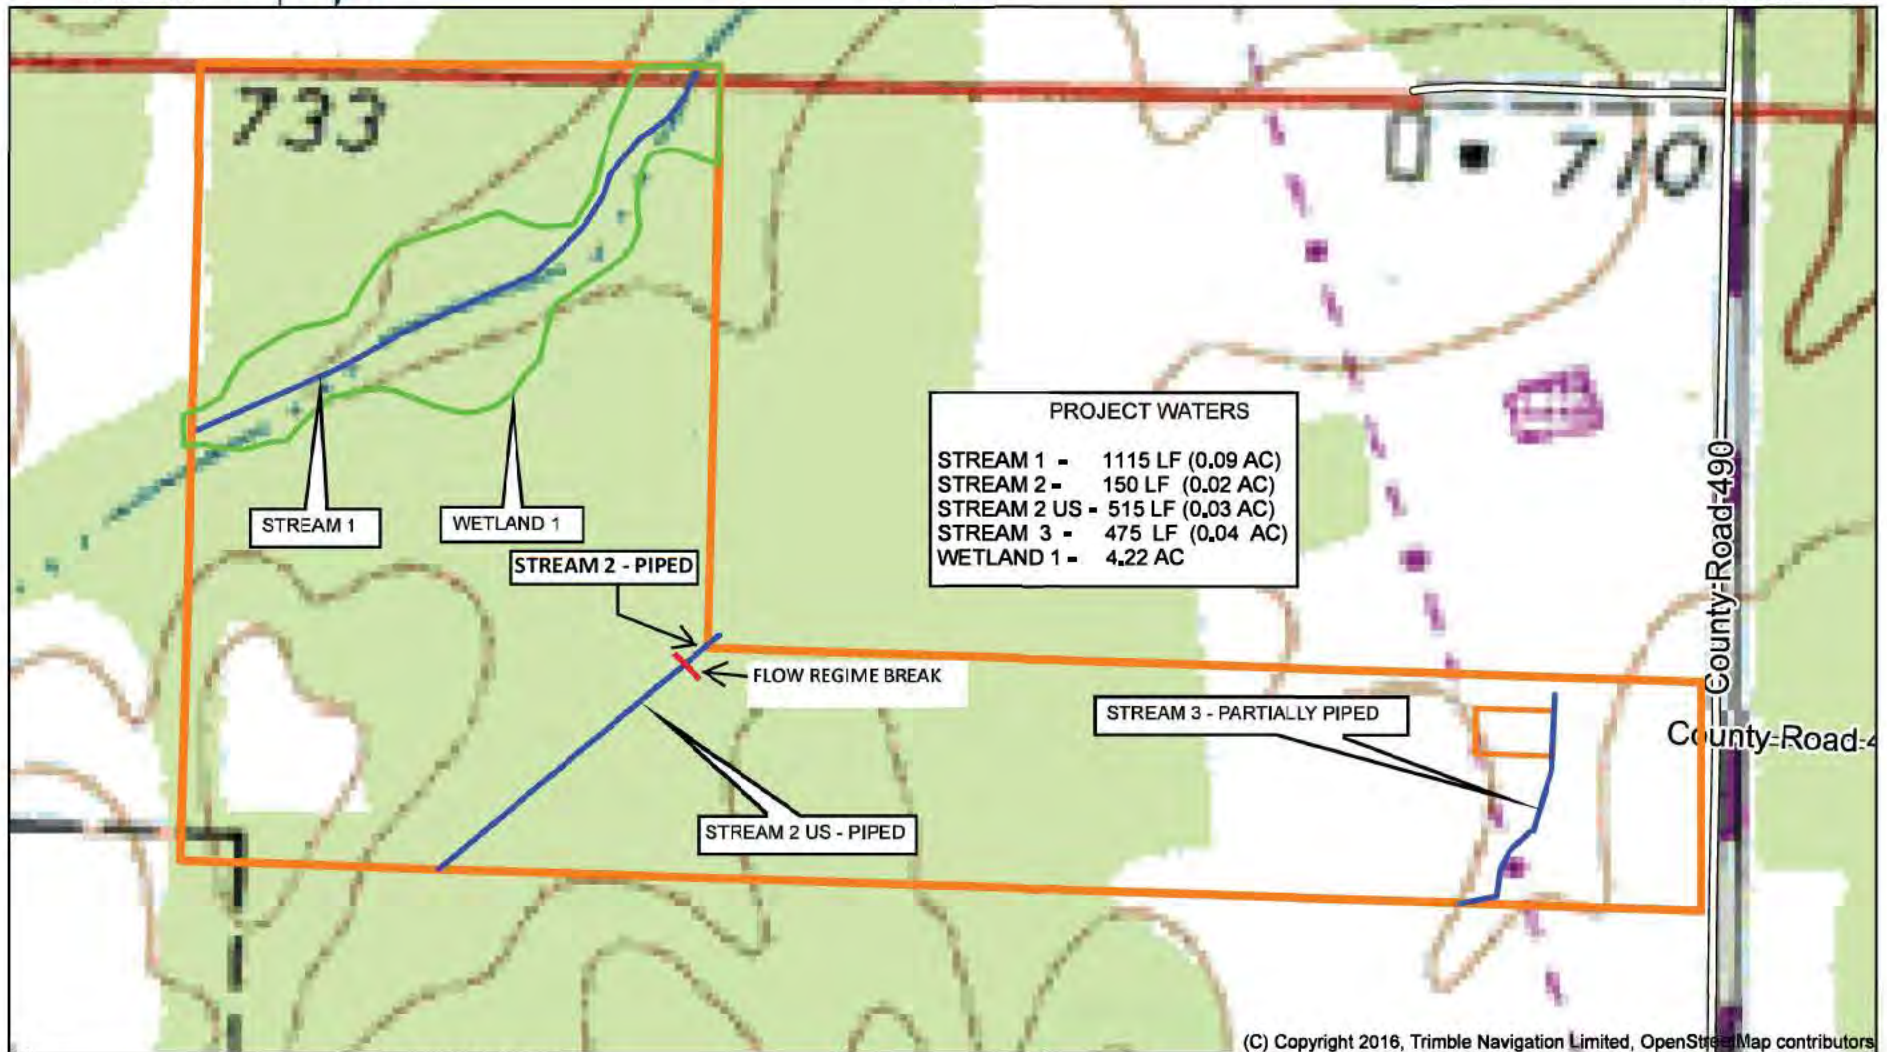 733
710
PROJECT WATERS
STREAM 1 - 1115 LF (0.09 AC)
STREAM 2 - 150 LF (0.02 AC)
STREAM 2 US - 515 LF (0.03 AC)
STREAM 3 - 475 LF (0.04 AC)
WETLAND 1 - 4.22 AC
STREAM 1
WETLAND 1
STREAM 2 - PIPED
FLOW REGIME BREAK
STREAM 3 - PARTIALLY PIPED
STREAM 2 US - PIPED
County-Road-490
County-Road-4
(C) Copyright 2016, Trimble Navigation Limited, OpenStreetMap contributors